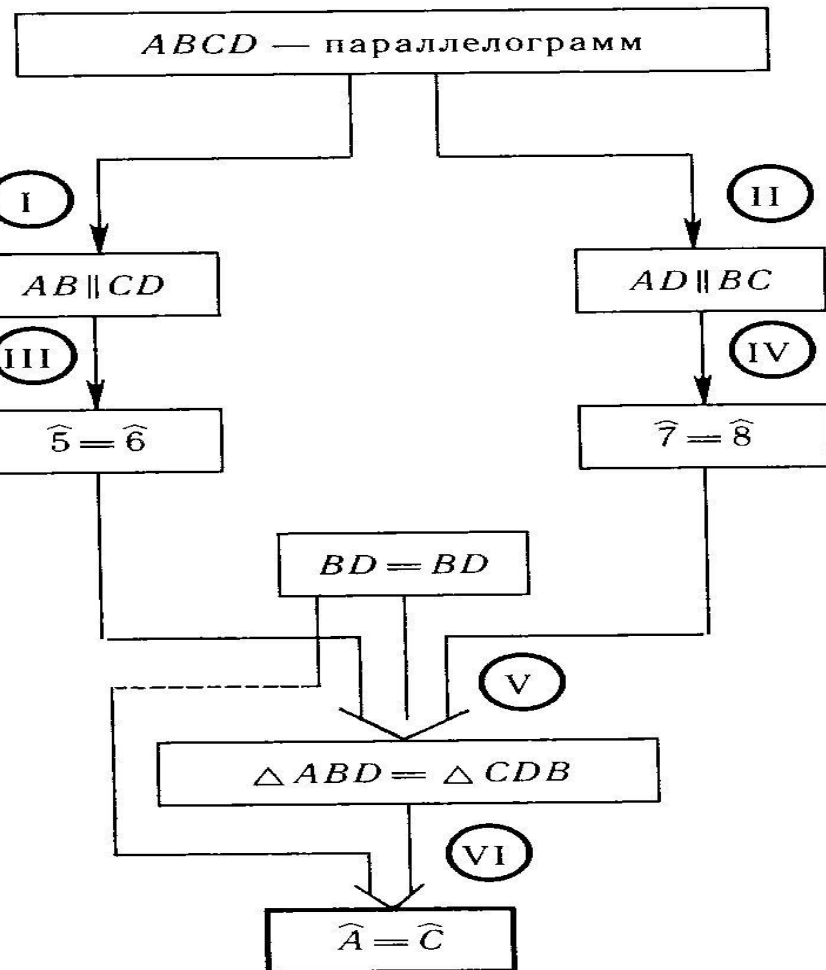 ABCD — параллелограмм
I
II
AB || CD
AD || BC
III
IV
5̂ = 6̂
7̂ = 8̂
BD = BD
V
△ ABD = △ CDB
VI
Â = Ĉ